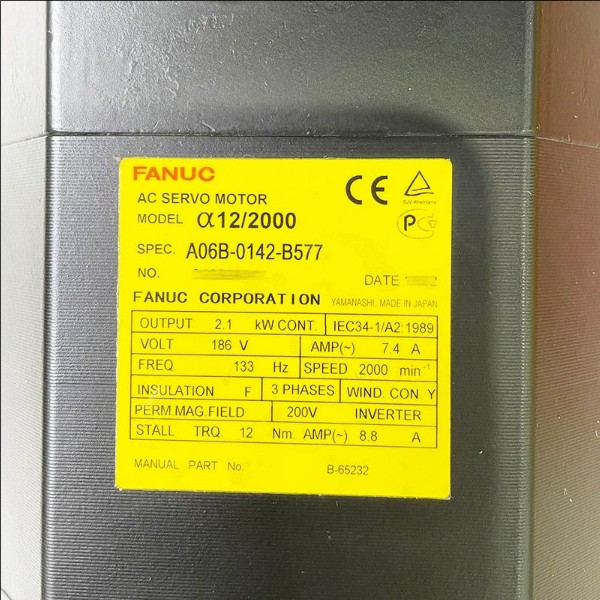 FANUC
CE
TUV Rheinland
AC SERVO MOTOR
MODEL α12/2000
SPEC. A06B-0142-B577
NO.
DATE
FANUC CORPORATION YAMANASHI, MADE IN JAPAN
OUTPUT 2.1 kW CONT. IEC34-1/A2:1989
VOLT 186 V AMP(~) 7.4 A
FREQ. 133 Hz SPEED 2000 min⁻¹
INSULATION F 3 PHASES WIND. CON. Y
PERM.MAG.FIELD 200V INVERTER
STALL TRQ. 12 Nm. AMP(~) 8.8 A
MANUAL PART No. B-65232